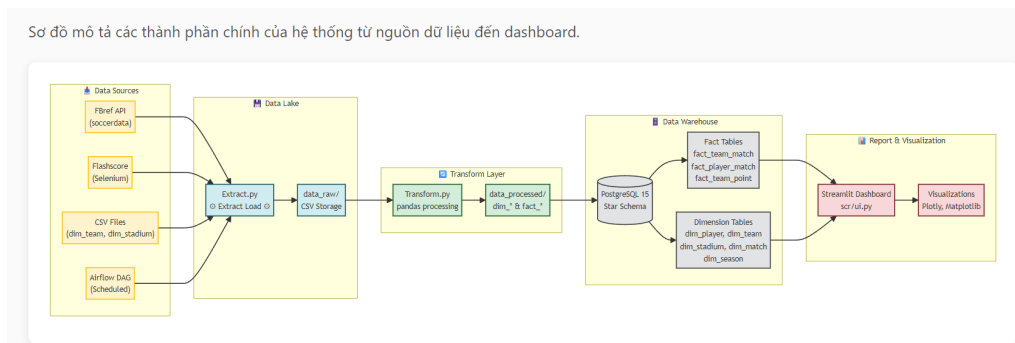 Sơ đồ mô tả các thành phần chính của hệ thống từ nguồn dữ liệu đến dashboard.
Data Sources
FBref API
(soccerdata)
Flashscore
(Selenium)
CSV Files
(dim_team, dim_stadium)
Airflow DAG
(Scheduled)
Data Lake
Extract.py
Extract Load
data_raw/
CSV Storage
Transform Layer
Transform.py
pandas processing
data_processed/
dim_* & fact_*
Data Warehouse
PostgreSQL 15
Star Schema
Fact Tables
fact_team_match
fact_player_match
fact_team_point
Dimension Tables
dim_player, dim_team
dim_stadium, dim_match
dim_season
Report & Visualization
Streamlit Dashboard
scr/ui.py
Visualizations
Plotly, Matplotlib